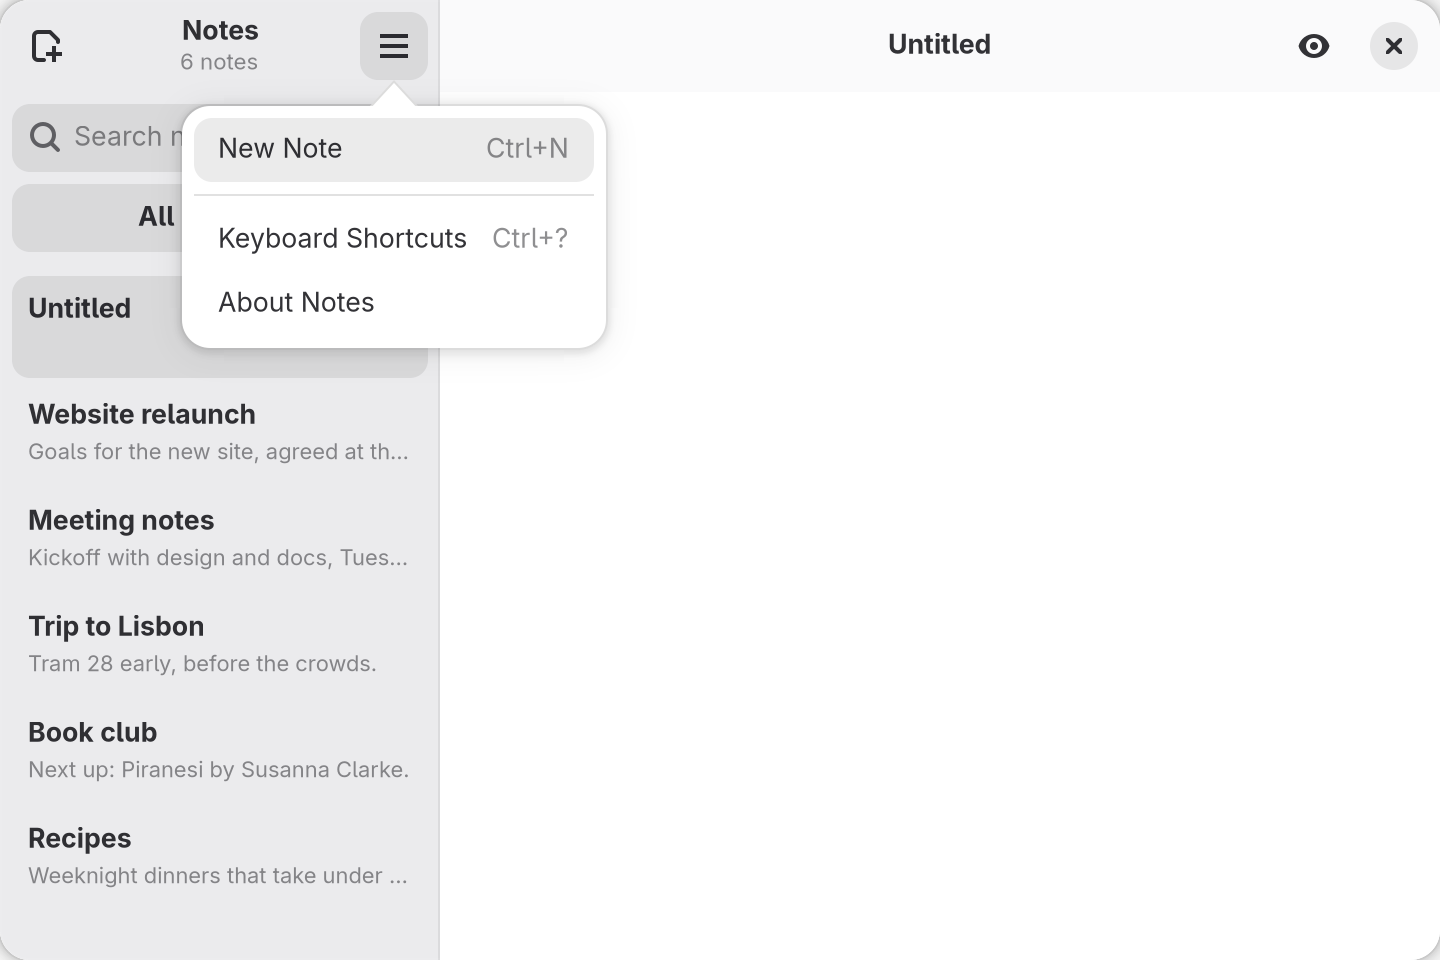 Notes
6 notes
Untitled
Search n
All
New Note Ctrl+N
Keyboard Shortcuts Ctrl+?
About Notes
Untitled
Website relaunch
Goals for the new site, agreed at th...
Meeting notes
Kickoff with design and docs, Tues...
Trip to Lisbon
Tram 28 early, before the crowds.
Book club
Next up: Piranesi by Susanna Clarke.
Recipes
Weeknight dinners that take under ...